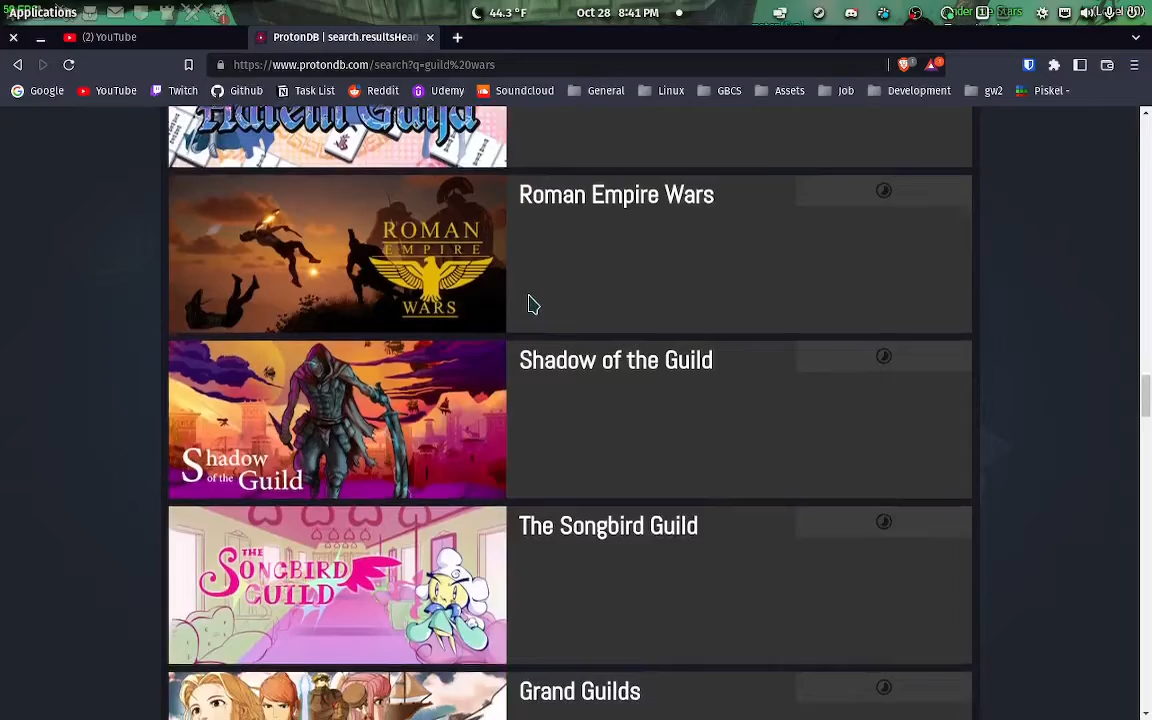 Applications
44.3 °F
Oct 28 8:41 PM
(2) YouTube
ProtonDB | search.resultsHead
https://www.protondb.com/search?q=guild%20wars
Google
YouTube
Twitch
Github
Task List
Reddit
Udemy
Soundcloud
General
Linux
GBCS
Assets
Job
Development
gw2
Piskel -
Harem Guild
Roman Empire Wars
ROMAN
EMPIRE
WARS
Shadow of the Guild
Shadow
of the Guild
The Songbird Guild
THE
SONGBIRD
GUILD
Grand Guilds